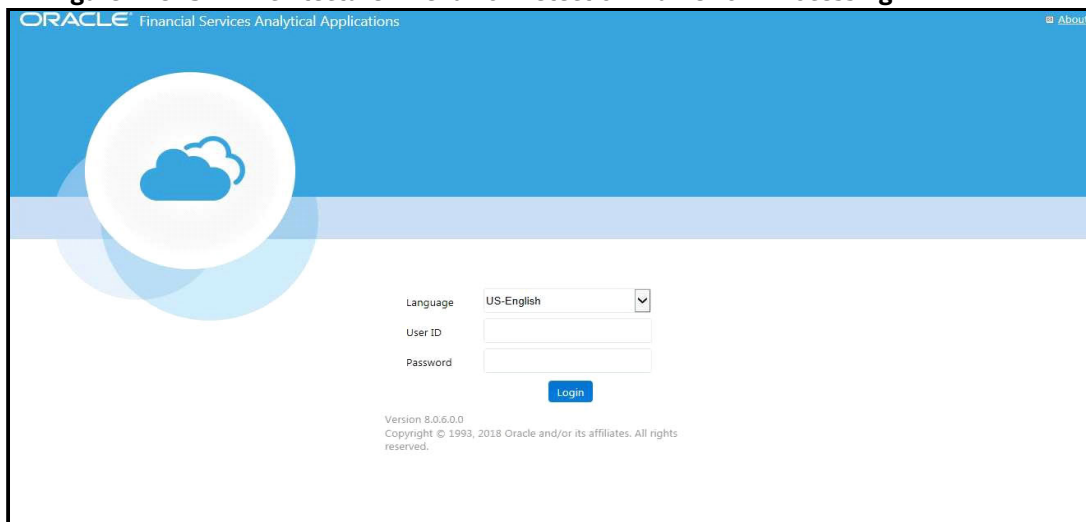 ORACLE Financial Services Analytical Applications
About
Language US-English
User ID
Password
Login
Version 8.0.6.0.0
Copyright © 1993, 2018 Oracle and/or its affiliates. All rights
reserved.